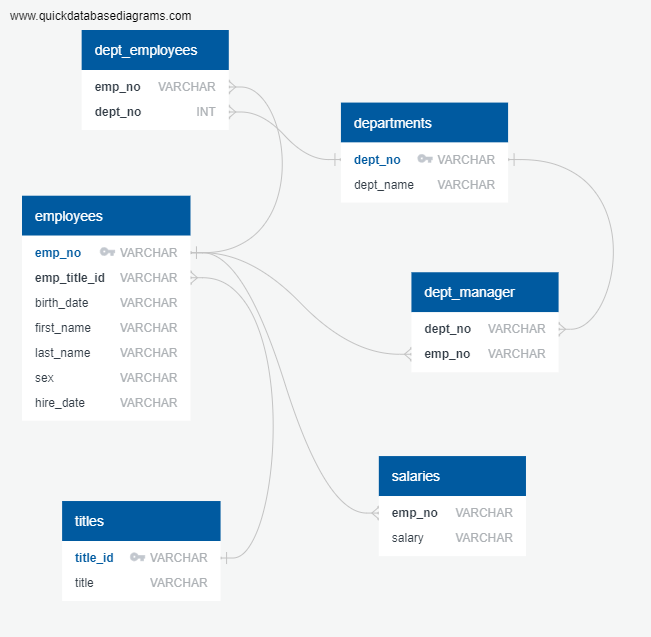 www.quickdatabasediagrams.com
dept_employees
emp_no VARCHAR
dept_no INT
departments
dept_no VARCHAR
dept_name VARCHAR
employees
emp_no VARCHAR
emp_title_id VARCHAR
birth_date VARCHAR
first_name VARCHAR
last_name VARCHAR
sex VARCHAR
hire_date VARCHAR
dept_manager
dept_no VARCHAR
emp_no VARCHAR
salaries
emp_no VARCHAR
salary VARCHAR
titles
title_id VARCHAR
title VARCHAR